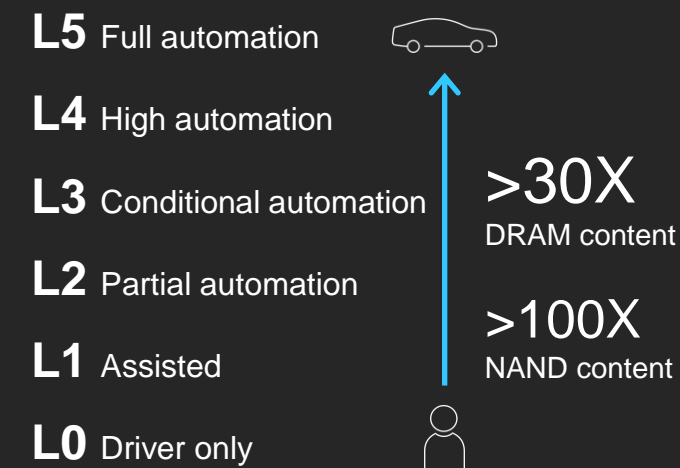 L5 Full automation
L4 High automation
L3 Conditional automation
L2 Partial automation
L1 Assisted
L0 Driver only
>30X
DRAM content
>100X
NAND content